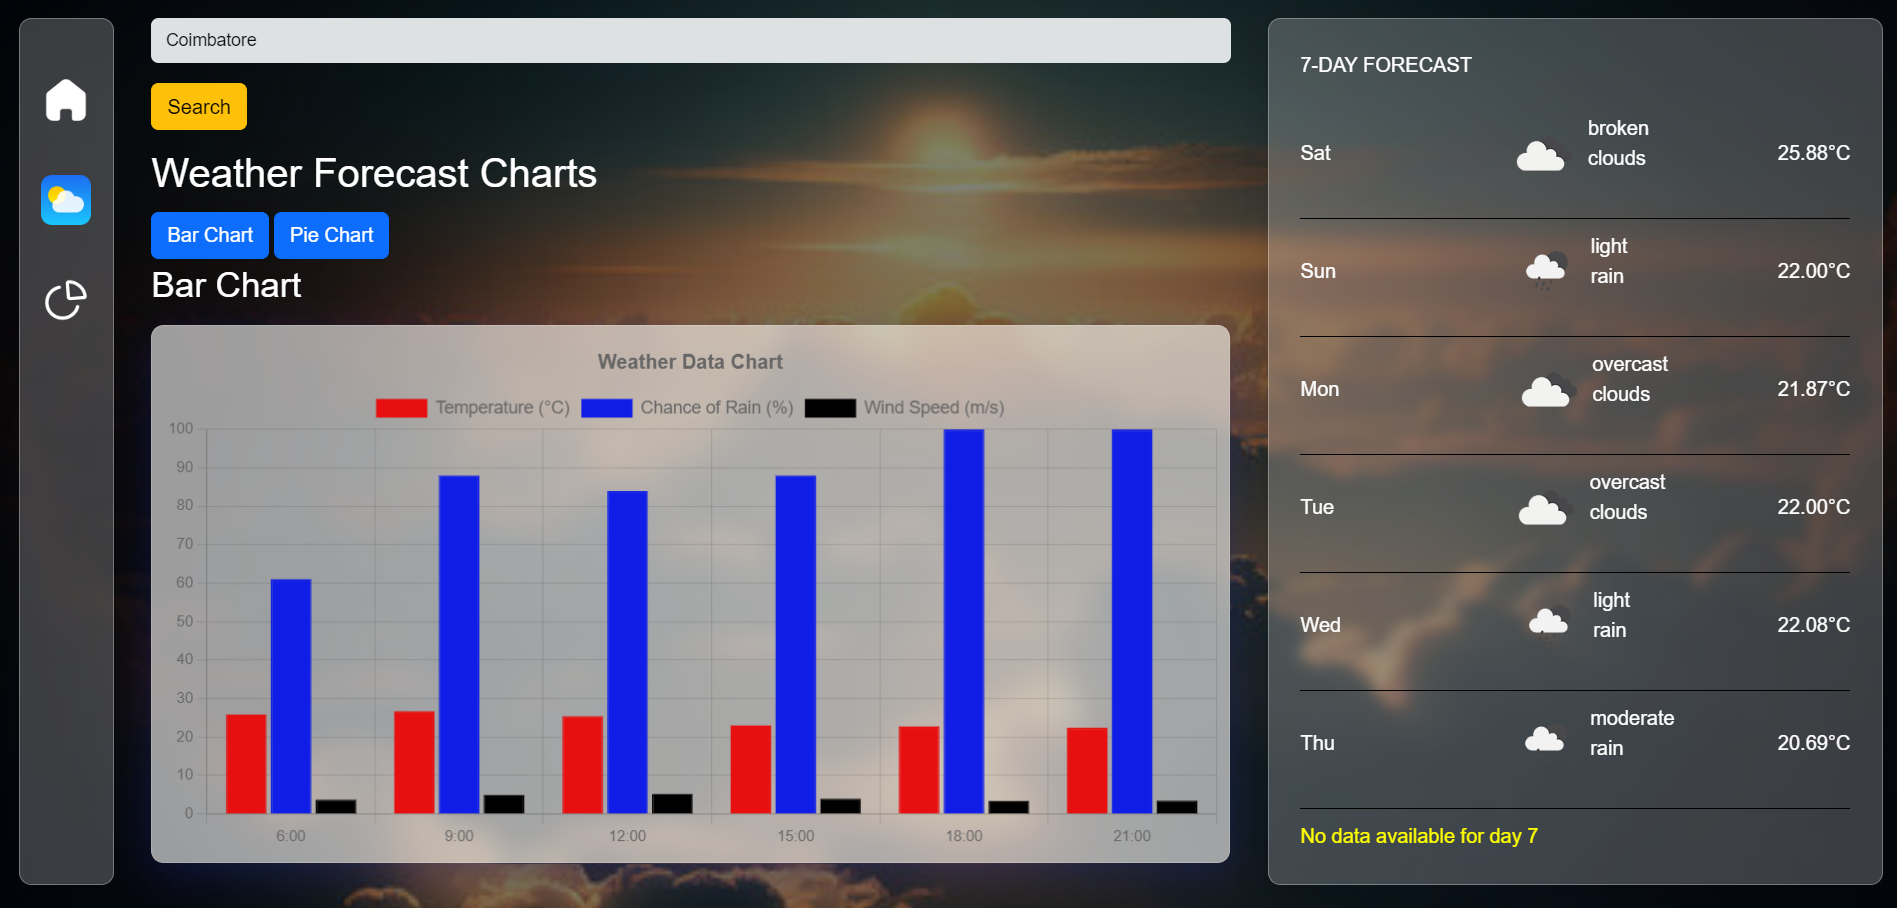 Coimbatore
Search
Weather Forecast Charts
Bar Chart Pie Chart
Bar Chart
Weather Data Chart
Temperature (°C) Chance of Rain (%) Wind Speed (m/s)
100
90
80
70
60
50
40
30
20
10
0
6:00 9:00 12:00 15:00 18:00 21:00
7-DAY FORECAST
Sat broken clouds 25.88°C
Sun light rain 22.00°C
Mon overcast clouds 21.87°C
Tue overcast clouds 22.00°C
Wed light rain 22.08°C
Thu moderate rain 20.69°C
No data available for day 7